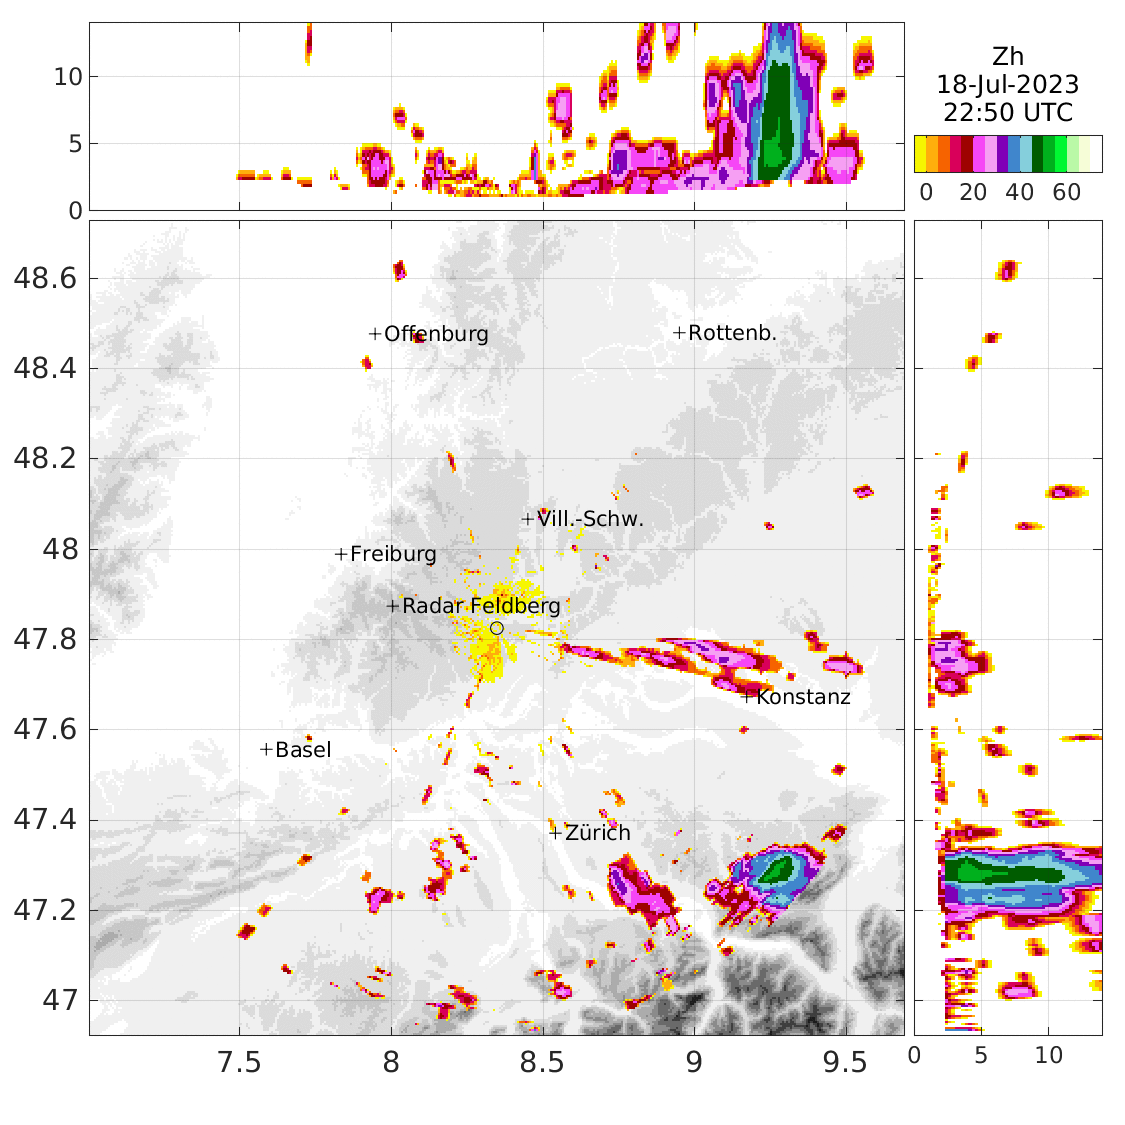 10
5
0
Zh
18-Jul-2023
22:50 UTC
0 20 40 60
48.6
48.4
48.2
48
47.8
47.6
47.4
47.2
47
+Offenburg
+Rottenb.
+Vill.-Schw.
+Freiburg
+Radar Feldberg
+Konstanz
+Basel
+Zürich
7.5 8 8.5 9 9.5
0 5 10